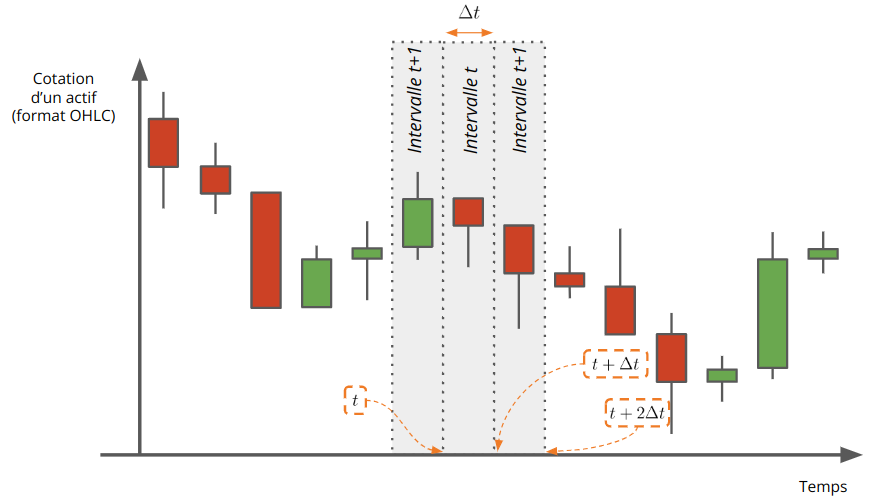 Δt
Cotation
d’un actif
(format OHLC)
Intervalle t+1
Intervalle t
Intervalle t+1
t + Δt
t
t + 2Δt
Temps